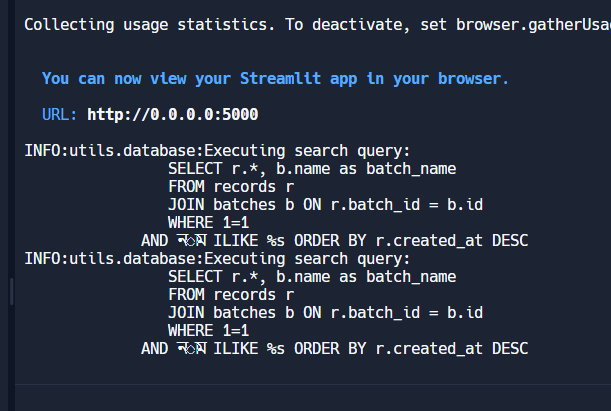 Collecting usage statistics. To deactivate, set browser.gatherUsa
You can now view your Streamlit app in your browser.
URL: http://0.0.0.0:5000
INFO:utils.database:Executing search query:
SELECT r.*, b.name as batch_name
FROM records r
JOIN batches b ON r.batch_id = b.id
WHERE 1=1
AND नाम ILIKE %s ORDER BY r.created_at DESC
INFO:utils.database:Executing search query:
SELECT r.*, b.name as batch_name
FROM records r
JOIN batches b ON r.batch_id = b.id
WHERE 1=1
AND नाम ILIKE %s ORDER BY r.created_at DESC